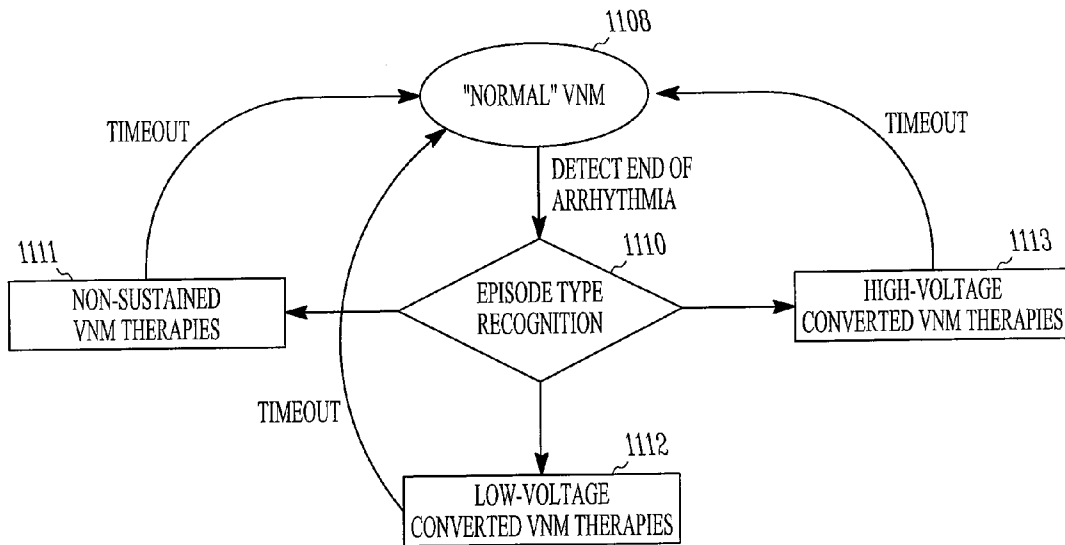 1108
"NORMAL" VNM
TIMEOUT
TIMEOUT
DETECT END OF
ARRHYTHMIA
1111
1110
1113
NON-SUSTAINED
VNM THERAPIES
EPISODE TYPE
RECOGNITION
HIGH-VOLTAGE
CONVERTED VNM THERAPIES
TIMEOUT
1112
LOW-VOLTAGE
CONVERTED VNM THERAPIES